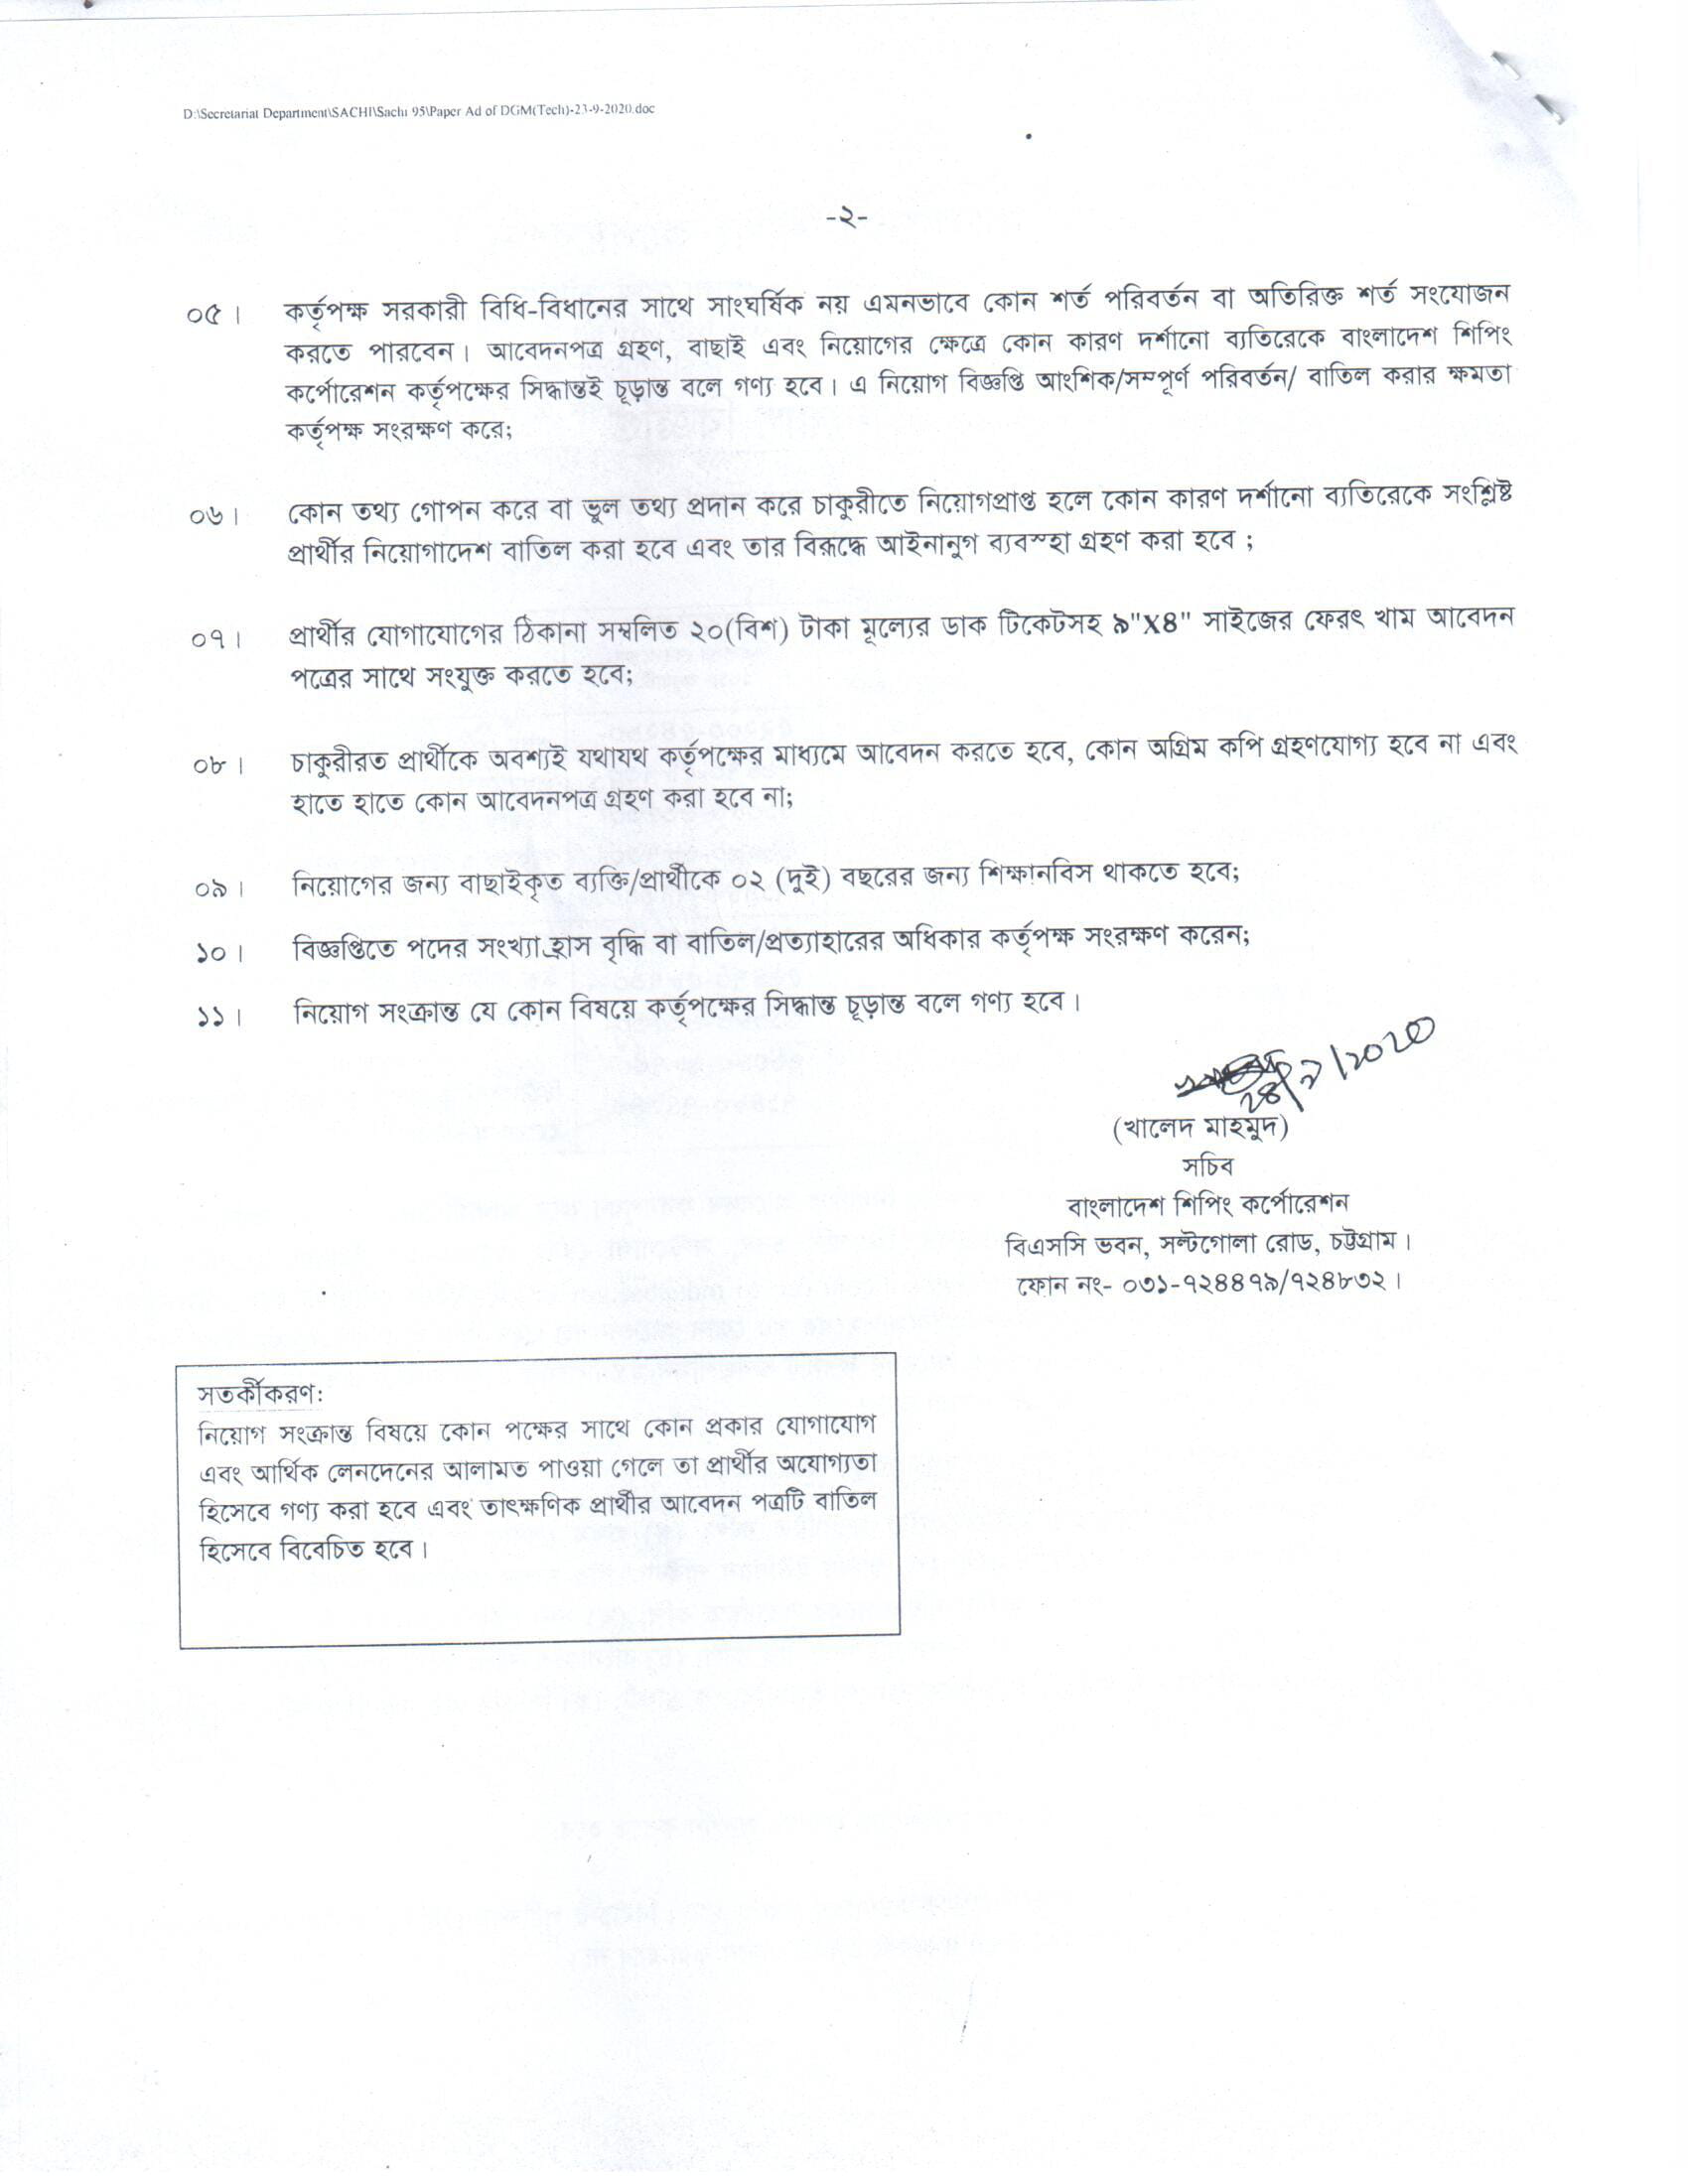 D:\Secretariat Department\SACHI\Sachi 95\Paper Ad of DGM(Tech)-23-9-2020.doc
-২-
০৫। কর্তৃপক্ষ সরকারী বিধি-বিধানের সাথে সাংঘর্ষিক নয় এমনভাবে কোন শর্ত পরিবর্তন বা অতিরিক্ত শর্ত সংযোজন
করতে পারবেন। আবেদনপত্র গ্রহণ, বাছাই এবং নিয়োগের ক্ষেত্রে কোন কারণ দর্শানো ব্যতিরেকে বাংলাদেশ শিপিং
কর্পোরেশন কর্তৃপক্ষের সিদ্ধান্তই চূড়ান্ত বলে গণ্য হবে। এ নিয়োগ বিজ্ঞপ্তি আংশিক/সম্পূর্ণ পরিবর্তন/ বাতিল করার ক্ষমতা
কর্তৃপক্ষ সংরক্ষণ করে;
০৬। কোন তথ্য গোপন করে বা ভুল তথ্য প্রদান করে চাকুরীতে নিয়োগপ্রাপ্ত হলে কোন কারণ দর্শানো ব্যতিরেকে সংশ্লিষ্ট
প্রার্থীর নিয়োগাদেশ বাতিল করা হবে এবং তার বিরূদ্ধে আইনানুগ ব্যবস্হা গ্রহণ করা হবে ;
০৭। প্রার্থীর যোগাযোগের ঠিকানা সম্বলিত ২০(বিশ) টাকা মূল্যের ডাক টিকেটসহ ৯"X৪" সাইজের ফেরৎ খাম আবেদন
পত্রের সাথে সংযুক্ত করতে হবে;
০৮। চাকুরীরত প্রার্থীকে অবশ্যই যথাযথ কর্তৃপক্ষের মাধ্যমে আবেদন করতে হবে, কোন অগ্রিম কপি গ্রহণযোগ্য হবে না এবং
হাতে হাতে কোন আবেদনপত্র গ্রহণ করা হবে না;
০৯। নিয়োগের জন্য বাছাইকৃত ব্যক্তি/প্রার্থীকে ০২ (দুই) বছরের জন্য শিক্ষানবিস থাকতে হবে;
১০। বিজ্ঞপ্তিতে পদের সংখ্যা হ্রাস বৃদ্ধি বা বাতিল/প্রত্যাহারের অধিকার কর্তৃপক্ষ সংরক্ষণ করেন;
১১। নিয়োগ সংক্রান্ত যে কোন বিষয়ে কর্তৃপক্ষের সিদ্ধান্ত চূড়ান্ত বলে গণ্য হবে।
(খালেদ মাহমুদ)
সচিব
বাংলাদেশ শিপিং কর্পোরেশন
বিএসসি ভবন, সল্টগোলা রোড, চট্টগ্রাম।
ফোন নং- ০৩১-৭২৪৪৭৯/৭২৪৮৩২।
সতর্কীকরণ:
নিয়োগ সংক্রান্ত বিষয়ে কোন পক্ষের সাথে কোন প্রকার যোগাযোগ
এবং আর্থিক লেনদেনের আলামত পাওয়া গেলে তা প্রার্থীর অযোগ্যতা
হিসেবে গণ্য করা হবে এবং তাৎক্ষণিক প্রার্থীর আবেদন পত্রটি বাতিল
হিসেবে বিবেচিত হবে।